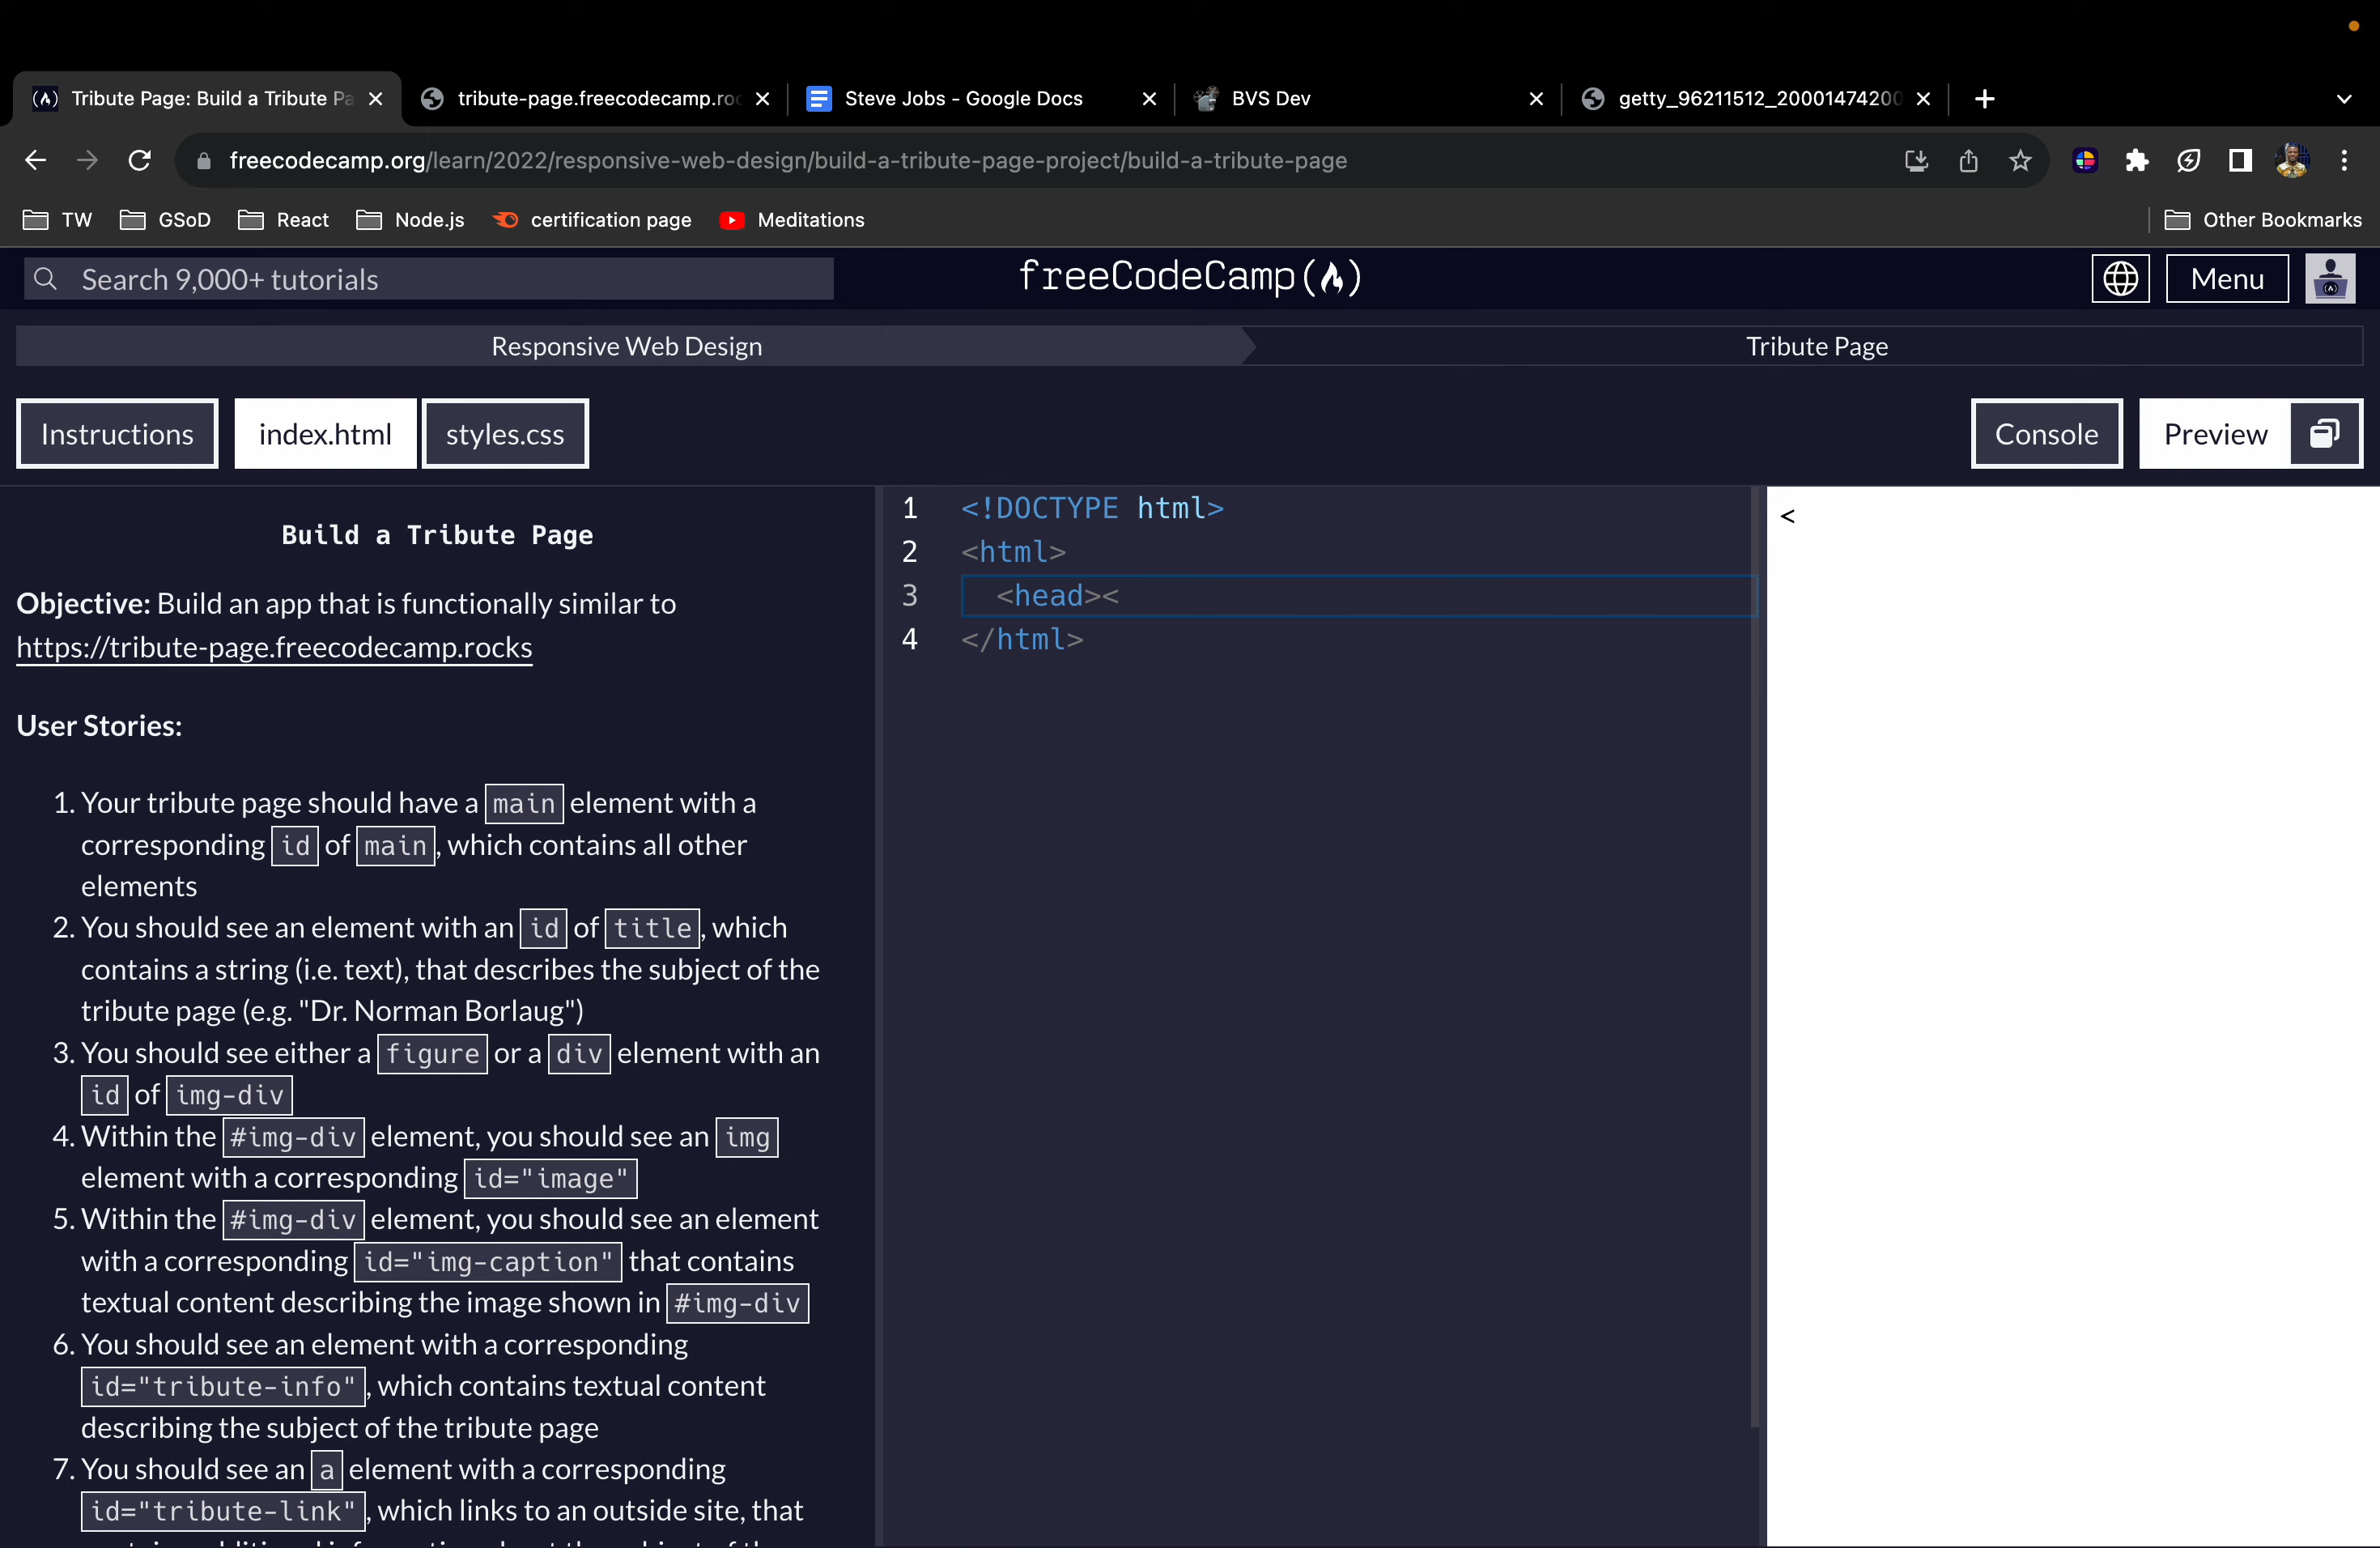 Tribute Page: Build a Tribute Pa
tribute-page.freecodecamp.roc
Steve Jobs - Google Docs
BVS Dev
getty_96211512_20001474200
freecodecamp.org/learn/2022/responsive-web-design/build-a-tribute-page-project/build-a-tribute-page
TW
GSoD
React
Node.js
certification page
Meditations
Other Bookmarks
Search 9,000+ tutorials
freeCodeCamp
Menu
Responsive Web Design
Tribute Page
Instructions
index.html
styles.css
Console
Preview
Build a Tribute Page
Objective: Build an app that is functionally similar to
https://tribute-page.freecodecamp.rocks
User Stories:
1. Your tribute page should have a main element with a
corresponding id of main, which contains all other
elements
2. You should see an element with an id of title, which
contains a string (i.e. text), that describes the subject of the
tribute page (e.g. "Dr. Norman Borlaug")
3. You should see either a figure or a div element with an
id of img-div
4. Within the #img-div element, you should see an img
element with a corresponding id="image"
5. Within the #img-div element, you should see an element
with a corresponding id="img-caption" that contains
textual content describing the image shown in #img-div
6. You should see an element with a corresponding
id="tribute-info", which contains textual content
describing the subject of the tribute page
7. You should see an a element with a corresponding
id="tribute-link", which links to an outside site, that
1 <!DOCTYPE html>
2 <html>
3 <head><
4 </html>
<